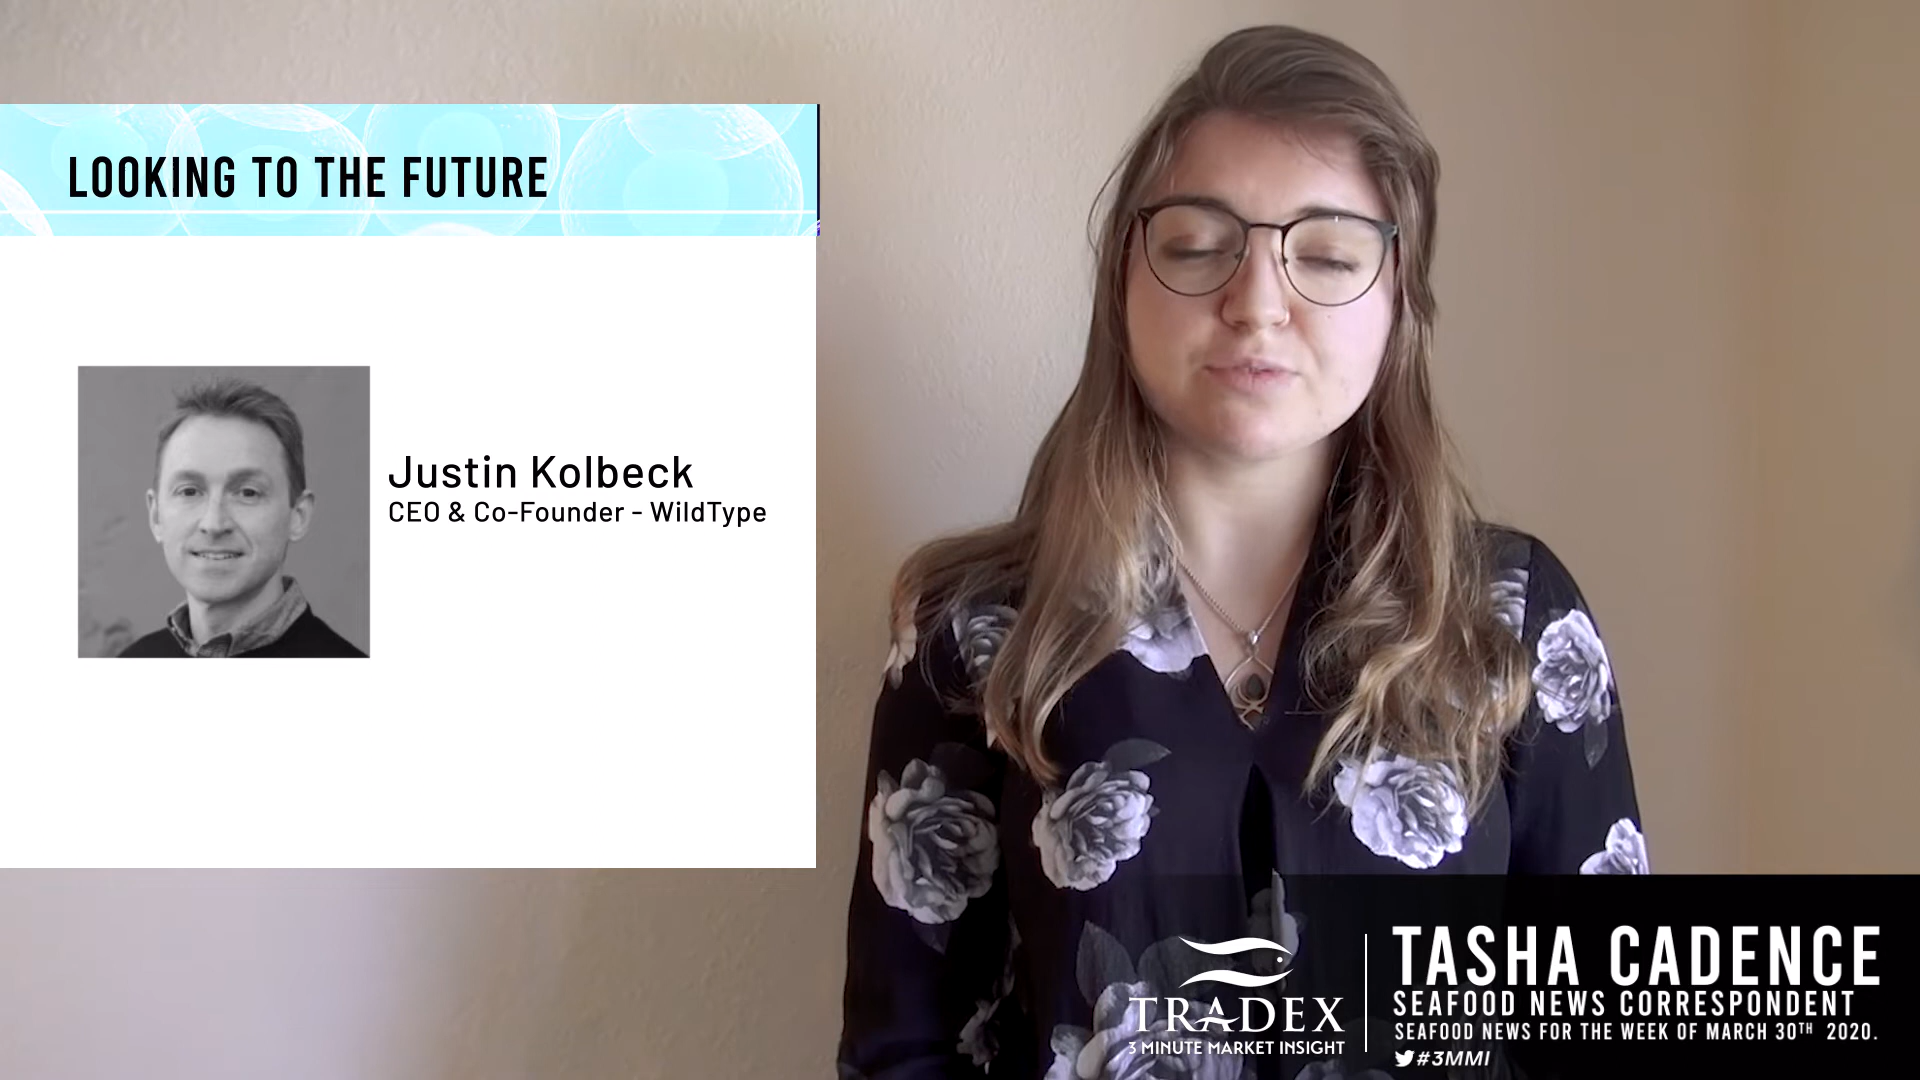 LOOKING TO THE FUTURE
Justin Kolbeck
CEO & Co-Founder - WildType
TRADEX
3 MINUTE MARKET INSIGHT
TASHA CADENCE
SEAFOOD NEWS CORRESPONDENT
SEAFOOD NEWS FOR THE WEEK OF MARCH 30TH 2020.
#3MMI